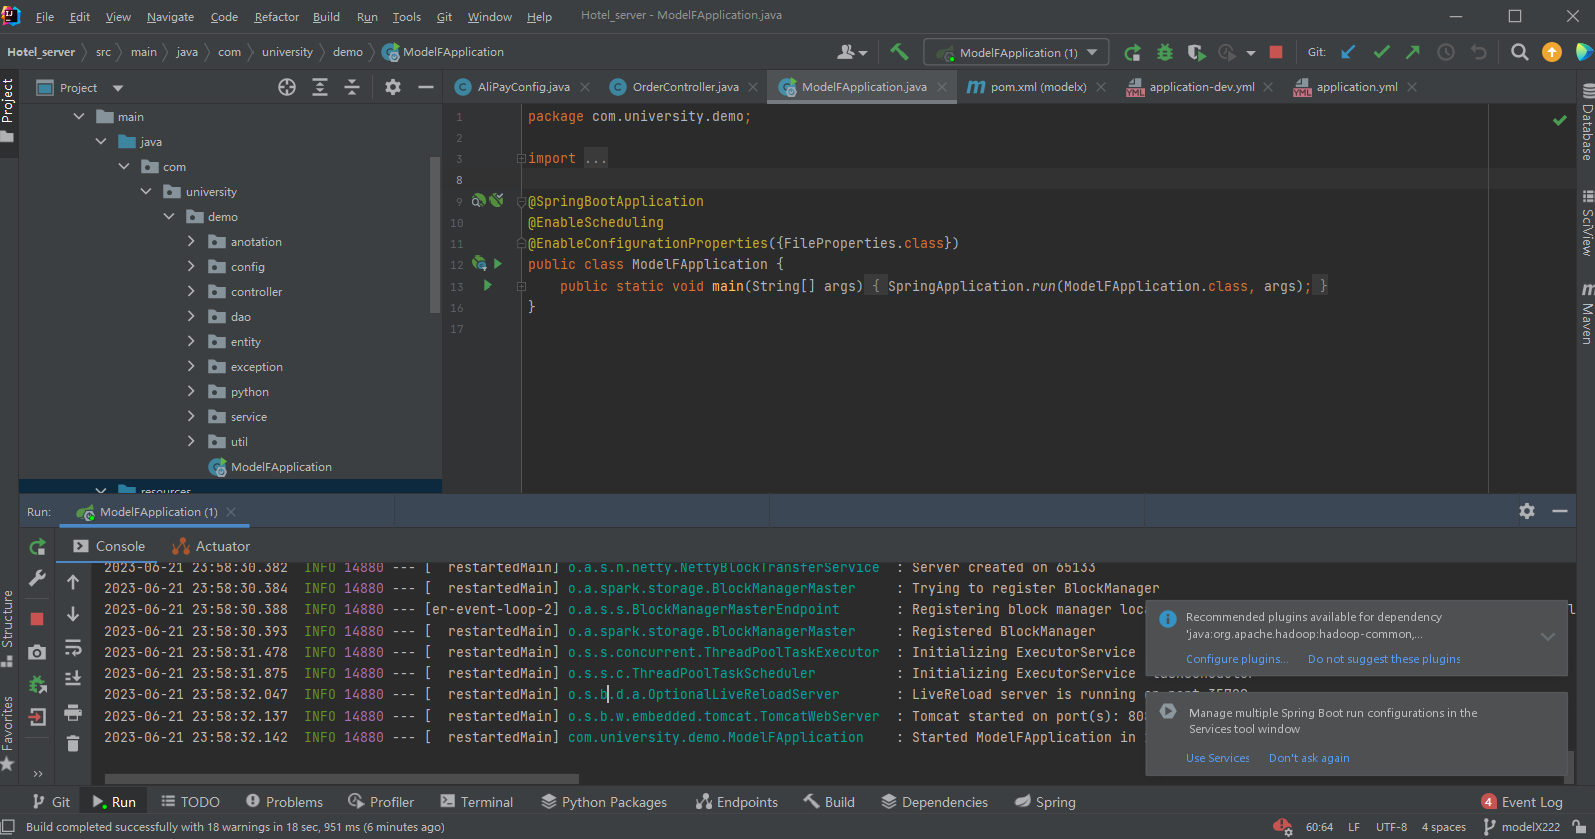 File Edit View Navigate Code Refactor Build Run Tools Git Window Help Hotel_server - ModelFApplication.java
Hotel_server src main java com university demo ModelFApplication ModelFApplication (1) Git:
Project AliPayConfig.java OrderController.java ModelFApplication.java pom.xml (modelx) application-dev.yml application.yml
Project
Structure
Favorites
Database
SciView
Maven
main
java
com
university
demo
anotation
config
controller
dao
entity
exception
python
service
util
ModelFApplication
resources
1 package com.university.demo;
2
3 import ...
8
9 @SpringBootApplication
10 @EnableScheduling
11 @EnableConfigurationProperties({FileProperties.class})
12 public class ModelFApplication {
13 public static void main(String[] args) { SpringApplication.run(ModelFApplication.class, args); }
16 }
17
Run: ModelFApplication (1)
Console Actuator
2023-06-21 23:58:30.382 INFO 14880 --- [ restartedMain] o.a.s.n.netty.NettyBlockTransferService : Server created on 65133
2023-06-21 23:58:30.384 INFO 14880 --- [ restartedMain] o.a.spark.storage.BlockManagerMaster : Trying to register BlockManager
2023-06-21 23:58:30.388 INFO 14880 --- [er-event-loop-2] o.a.s.s.BlockManagerMasterEndpoint : Registering block manager loca
2023-06-21 23:58:30.393 INFO 14880 --- [ restartedMain] o.a.spark.storage.BlockManagerMaster : Registered BlockManager
2023-06-21 23:58:31.478 INFO 14880 --- [ restartedMain] o.s.s.concurrent.ThreadPoolTaskExecutor : Initializing ExecutorService
2023-06-21 23:58:31.875 INFO 14880 --- [ restartedMain] o.s.s.c.ThreadPoolTaskScheduler : Initializing ExecutorService
2023-06-21 23:58:32.047 INFO 14880 --- [ restartedMain] o.s.b.d.a.OptionalLiveReloadServer : LiveReload server is running on port 35729
2023-06-21 23:58:32.137 INFO 14880 --- [ restartedMain] o.s.b.w.embedded.tomcat.TomcatWebServer : Tomcat started on port(s): 80
2023-06-21 23:58:32.142 INFO 14880 --- [ restartedMain] com.university.demo.ModelFApplication : Started ModelFApplication in
Recommended plugins available for dependency
'java:org.apache.hadoop:hadoop-common,...
Configure plugins... Do not suggest these plugins
Manage multiple Spring Boot run configurations in the
Services tool window
Use Services Don't ask again
Git Run TODO Problems Profiler Terminal Python Packages Endpoints Build Dependencies Spring 4 Event Log
Build completed successfully with 18 warnings in 18 sec, 951 ms (6 minutes ago) 60:64 LF UTF-8 4 spaces modelX222